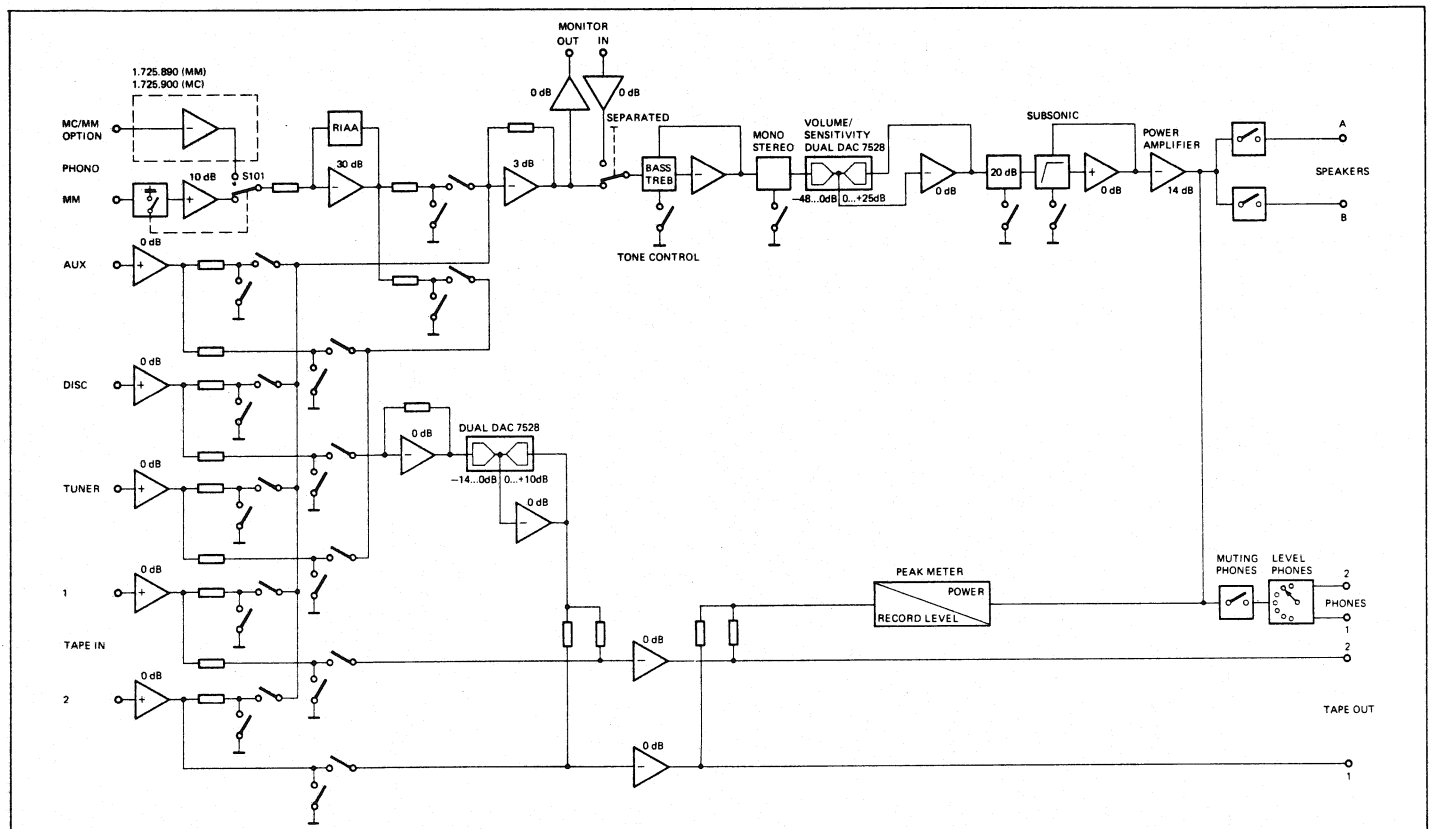 MONITOR
OUT IN
1.725.890 (MM)
1.725.900 (MC)
0 dB
0 dB
SEPARATED
MC/MM
OPTION
RIAA
SUBSONIC
MONO
STEREO
VOLUME/
SENSITIVITY
DUAL DAC 7528
POWER
AMPLIFIER
A
PHONO
10 dB
S101
30 dB
3 dB
BASS
TREB
20 dB
SPEAKERS
MM
−48...0dB
0...+25dB
0 dB
0 dB
14 dB
B
0 dB
AUX
TONE CONTROL
0 dB
DISC
0 dB
DUAL DAC 7528
0 dB
TUNER
−14...0dB
0...+10dB
0 dB
0 dB
1
PEAK METER
POWER
RECORD LEVEL
MUTING
PHONES
LEVEL
PHONES
2
PHONES
1
TAPE IN
0 dB
2
0 dB
2
TAPE OUT
0 dB
1